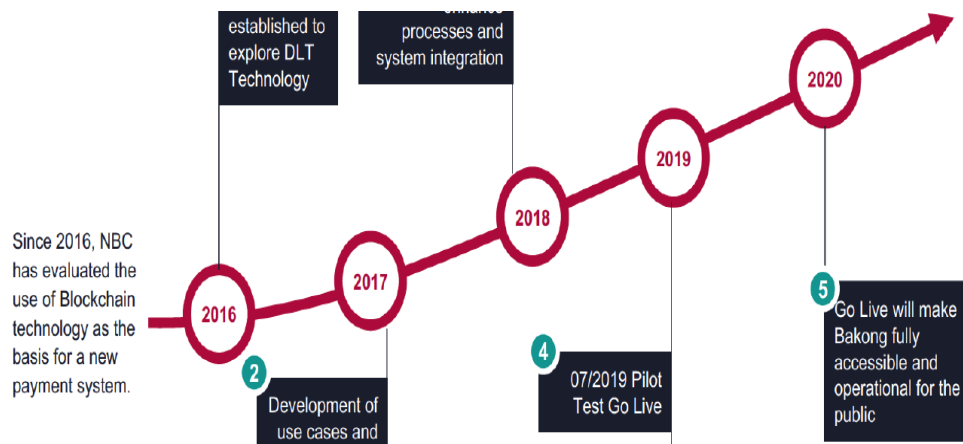 established to
explore DLT
Technology
enhance
processes and
system integration
2020
2019
2018
2017
2016
Since 2016, NBC
has evaluated the
use of Blockchain
technology as the
basis for a new
payment system.
2
Development of
use cases and
4
07/2019 Pilot
Test Go Live
5
Go Live will make
Bakong fully
accessible and
operational for the
public